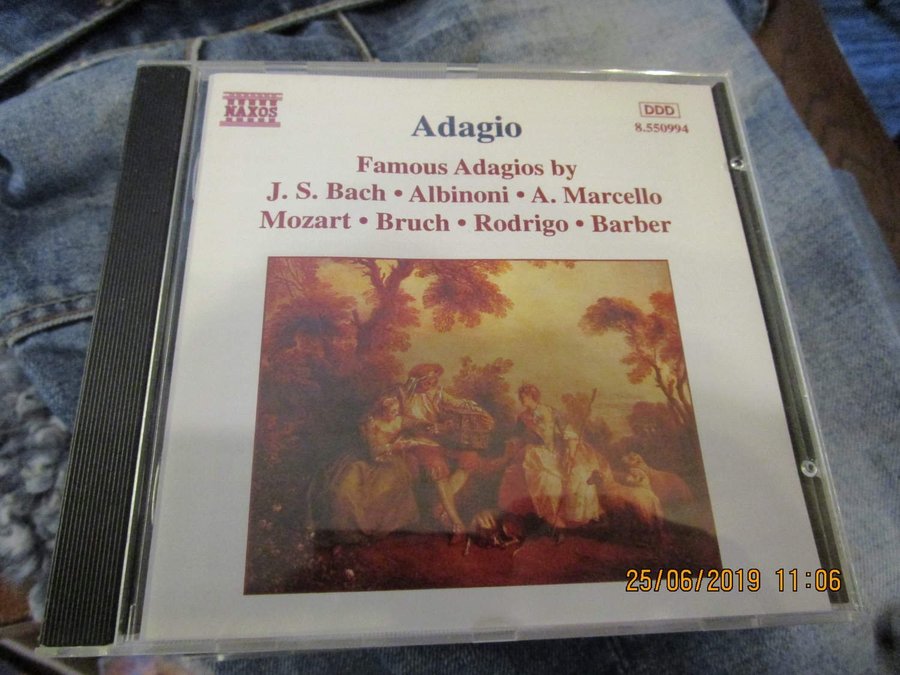 NAXOS
DDD
8.550994
Adagio
Famous Adagios by
J. S. Bach • Albinoni • A. Marcello
Mozart • Bruch • Rodrigo • Barber
25/06/2019 11:06